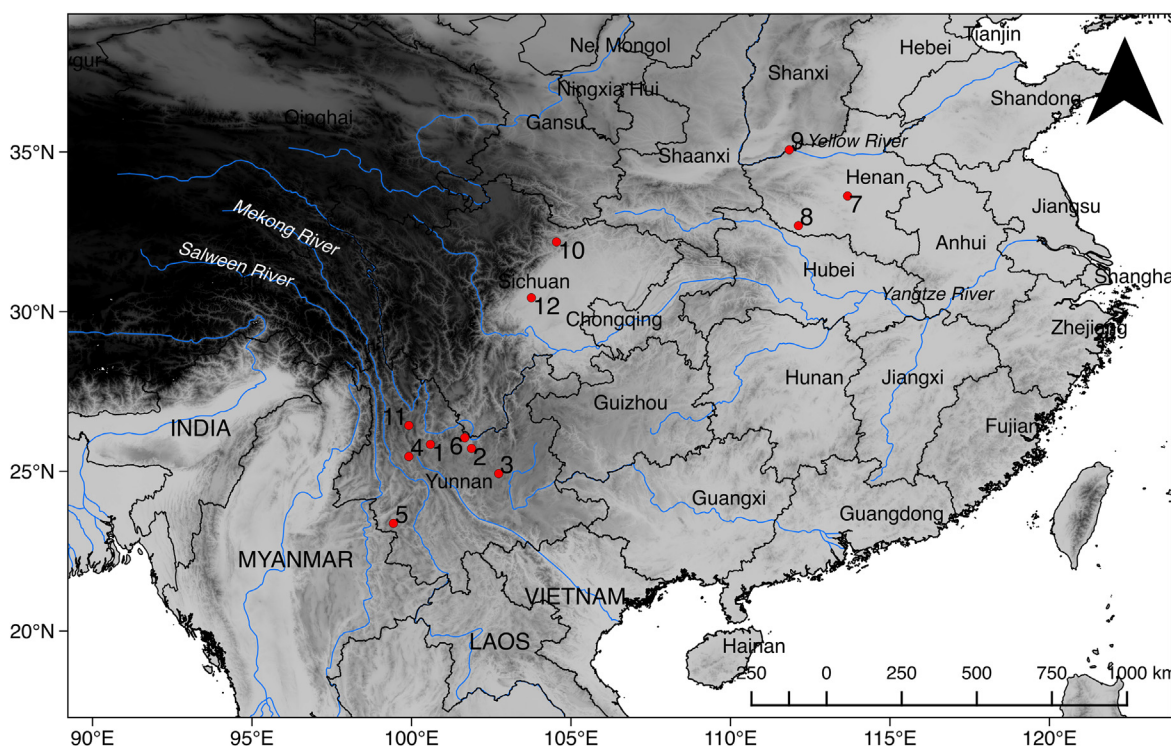 Tianjin
Nei Mongol
Hebei
Shanxi
Ningxia Hui
Shandong
Qinghai
Gansu
35°N
9
Yellow River
Shaanxi
Henan
7
Jiangsu
Mekong River
8
Anhui
10
Salween River
Hubei
Sichuan
Shangha
Yangtze River
12
30°N
Chongqing
Zhejiang
Hunan
Jiangxi
Guizhou
11
INDIA
Fujian
4
1
6
2
25°N
3
Yunnan
Guangxi
5
Guangdong
MYANMAR
VIETNAM
20°N
LAOS
Hainan
250
0
250
500
750
1000 km
90°E
95°E
100°E
105°E
110°E
115°E
120°E